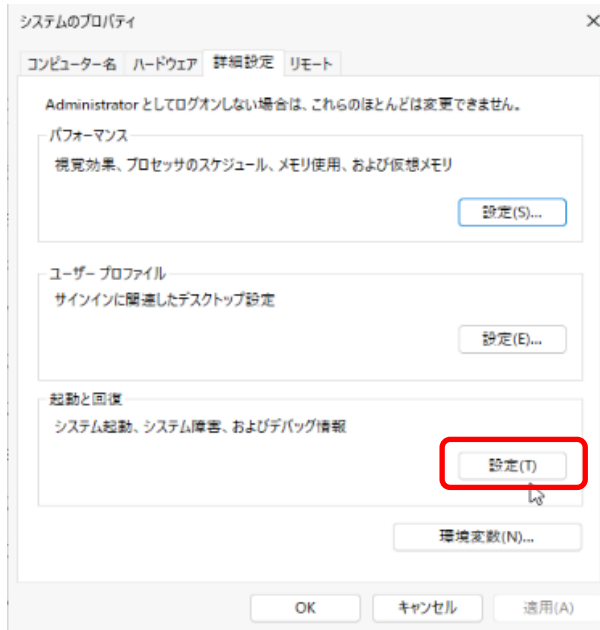 システムのプロパティ
コンピューター名 ハードウェア 詳細設定 リモート
Administrator としてログオンしない場合は、これらのほとんどは変更できません。
パフォーマンス
視覚効果、プロセッサのスケジュール、メモリ使用、および仮想メモリ
設定(S)...
ユーザー プロファイル
サインインに関連したデスクトップ設定
設定(E)...
起動と回復
システム起動、システム障害、およびデバッグ情報
設定(T)
環境変数(N)...
OK キャンセル 適用(A)